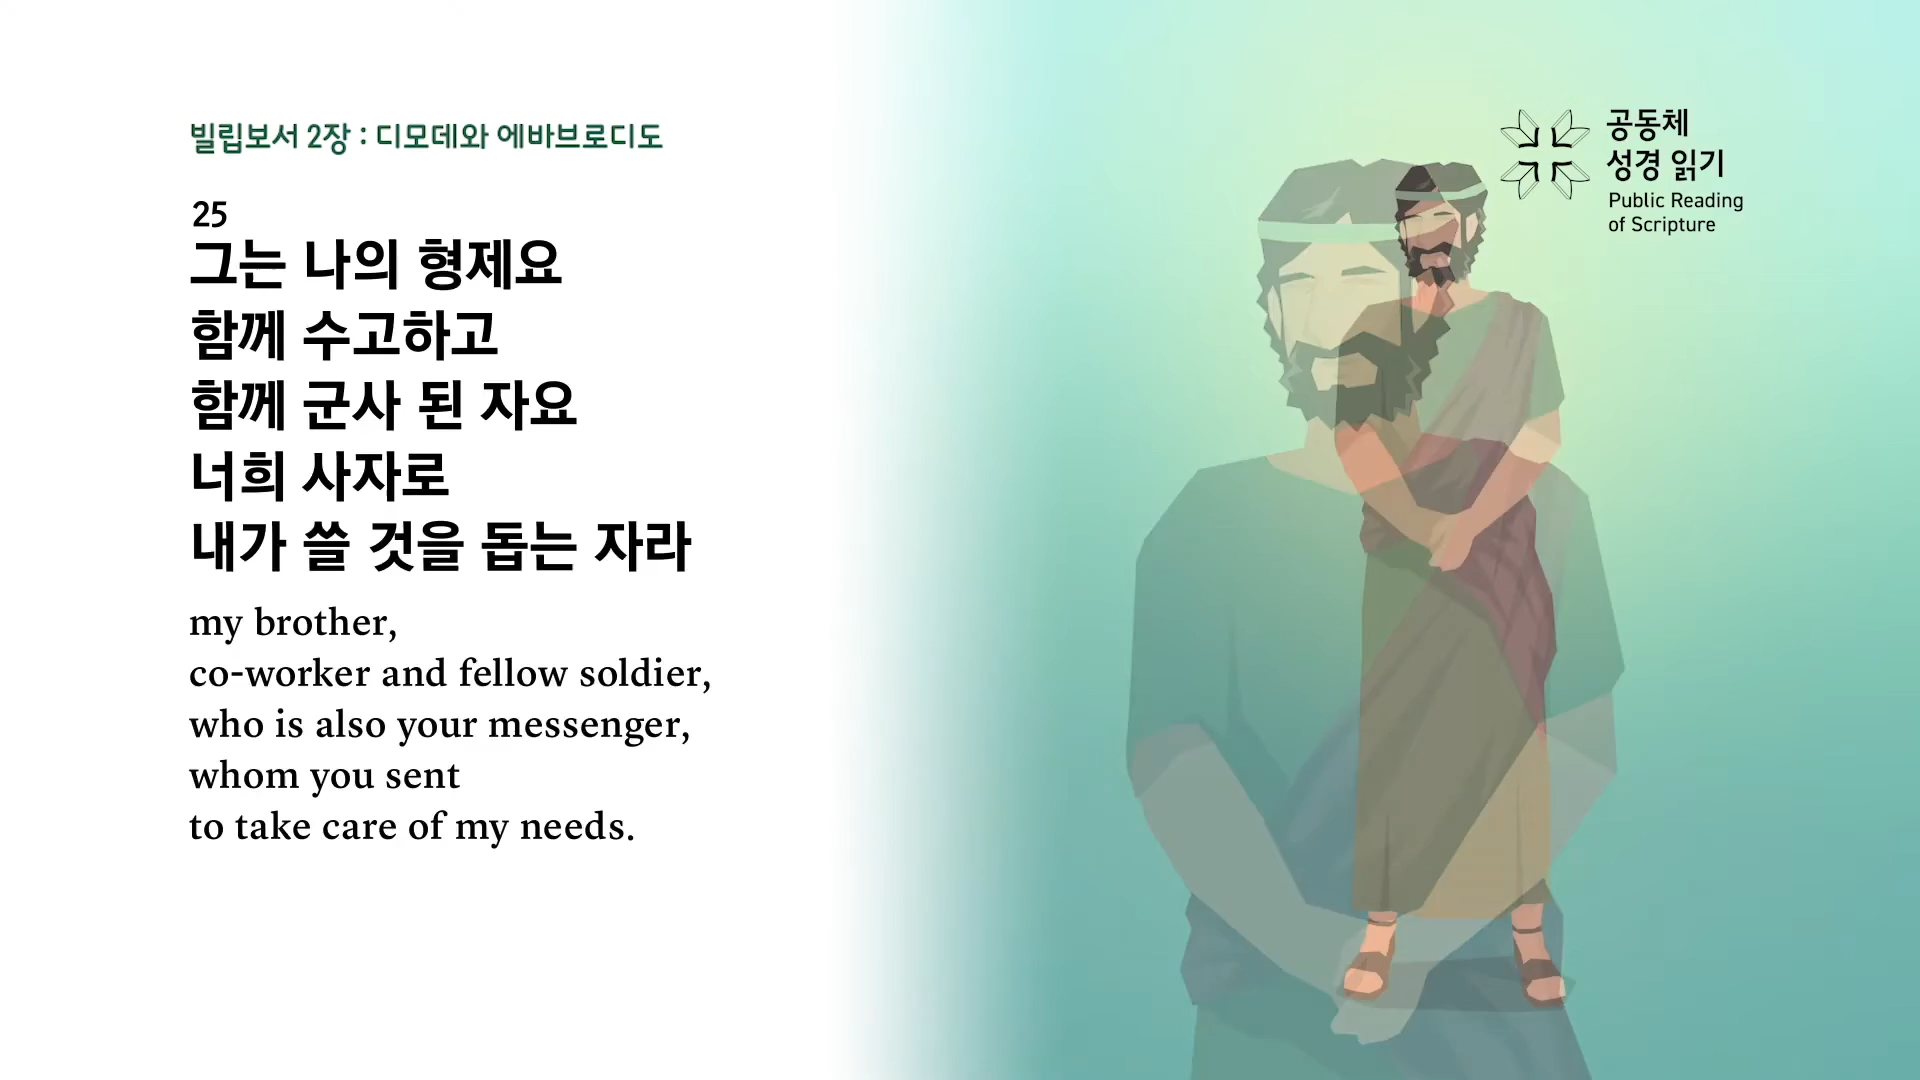 빌립보서 2장 : 디모데와 에바브로디도
25
그는 나의 형제요
함께 수고하고
함께 군사 된 자요
너희 사자로
내가 쓸 것을 돕는 자라
my brother,
co-worker and fellow soldier,
who is also your messenger,
whom you sent
to take care of my needs.
공동체
성경 읽기
Public Reading
of Scripture